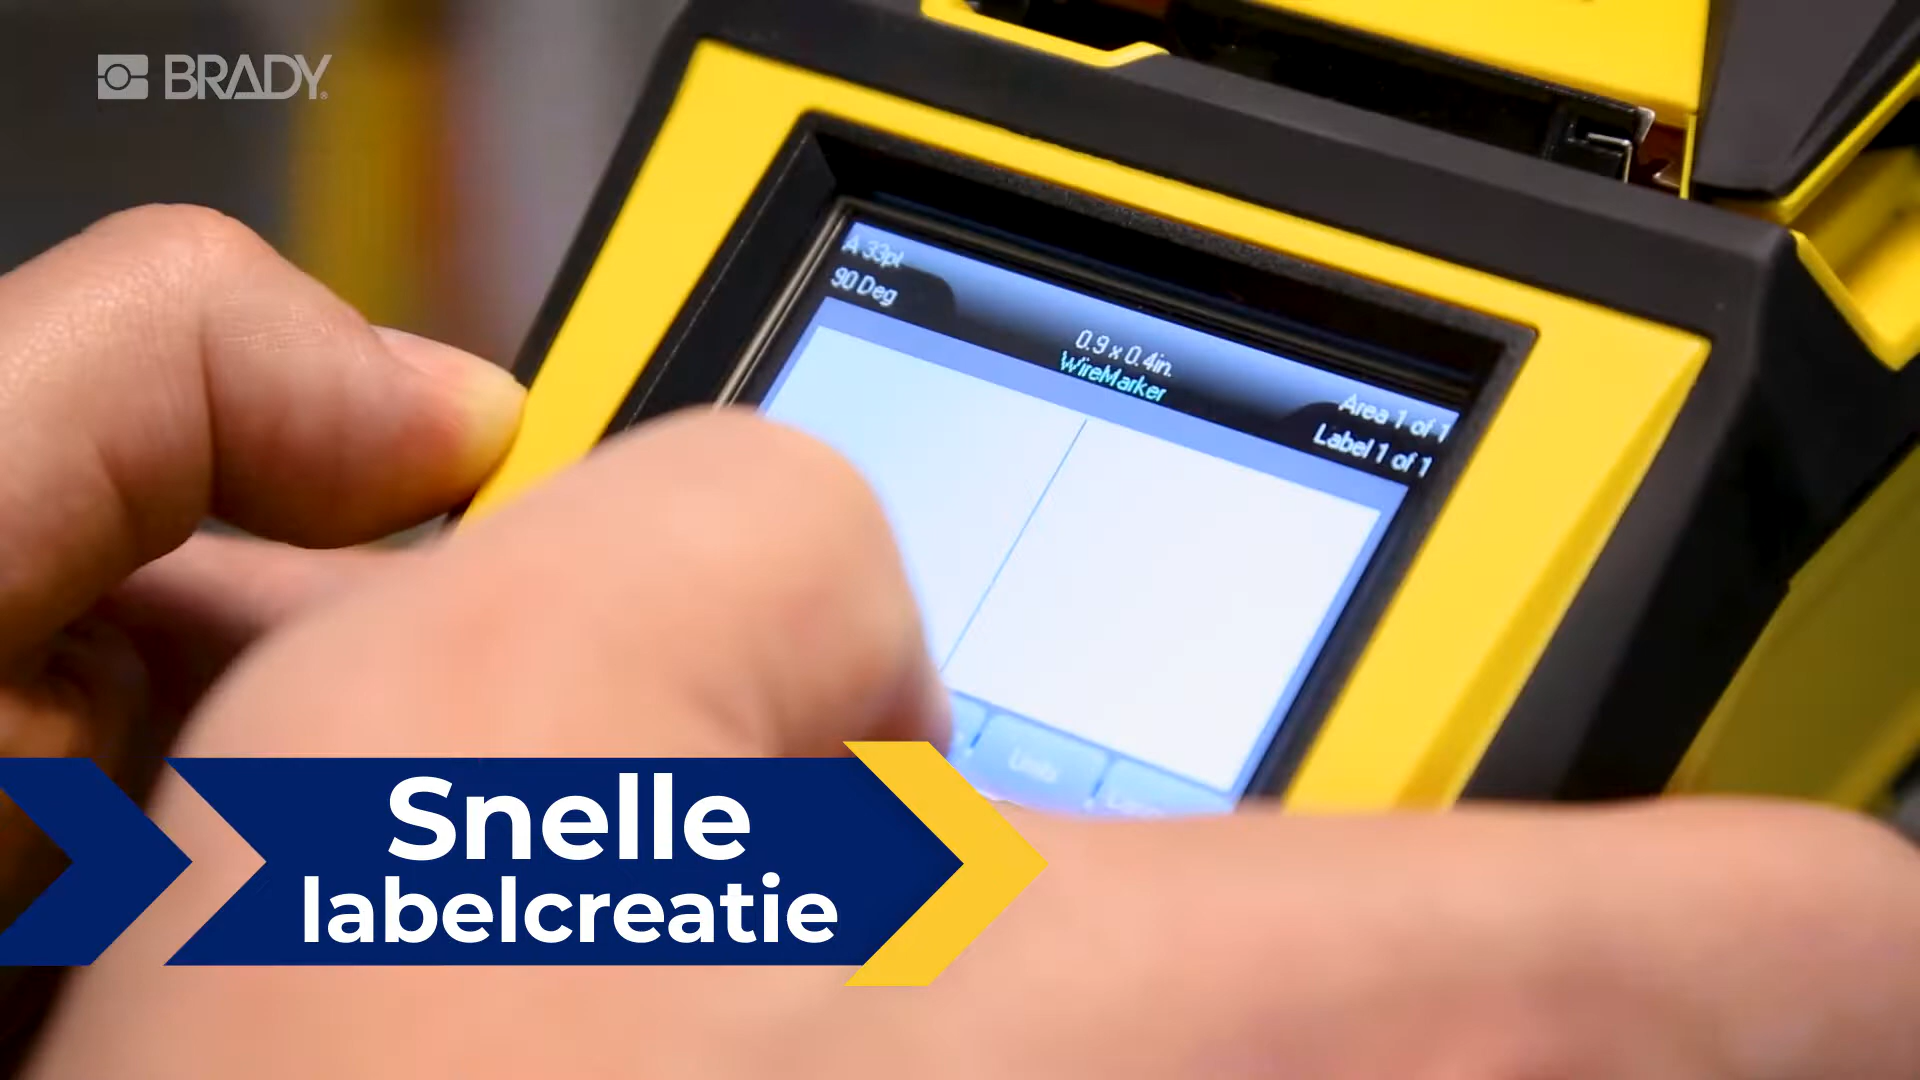 BRADY
A 33pt
90 Deg
0.9 x 0.4in.
WireMarker
Area 1 of 1
Label 1 of 1
Units
Snelle
labelcreatie